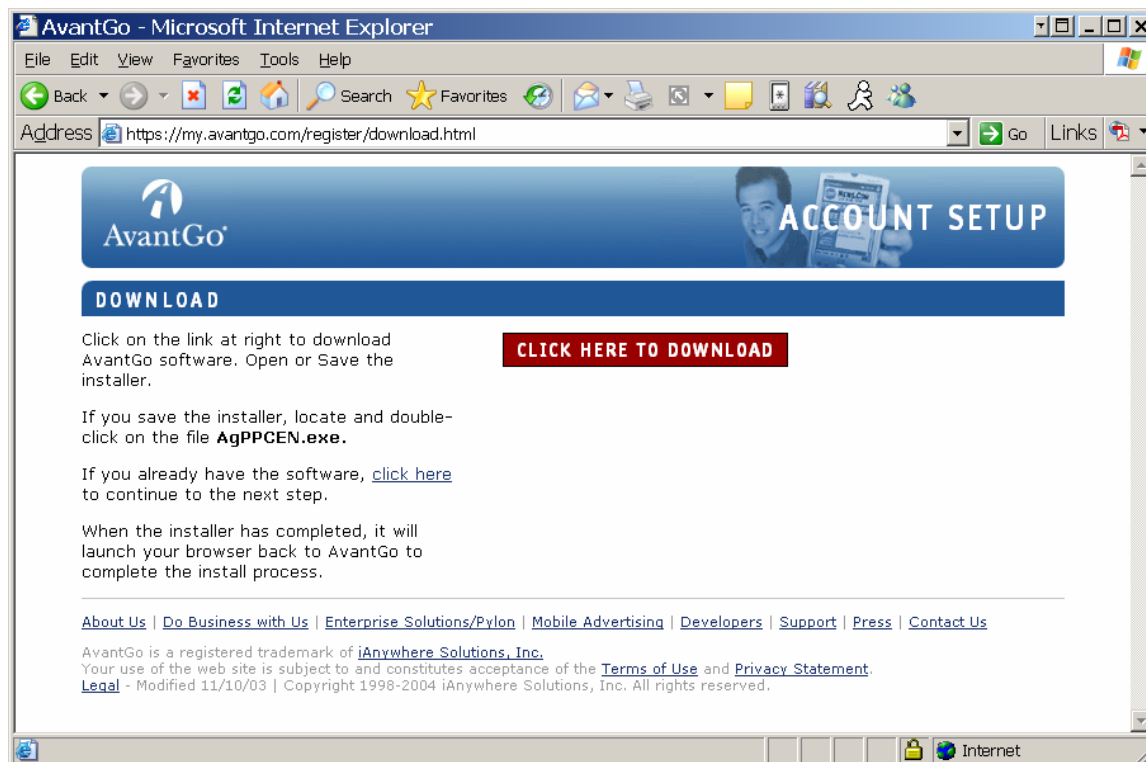 AvantGo - Microsoft Internet Explorer
File Edit View Favorites Tools Help
Back Search Favorites
Address https://my.avantgo.com/register/download.html Go Links
AvantGo
NEWS.COM
ACCOUNT SETUP
DOWNLOAD
Click on the link at right to download
AvantGo software. Open or Save the
installer.
CLICK HERE TO DOWNLOAD
If you save the installer, locate and double-
click on the file AgPPCEN.exe.
If you already have the software, click here
to continue to the next step.
When the installer has completed, it will
launch your browser back to AvantGo to
complete the install process.
About Us | Do Business with Us | Enterprise Solutions/Pylon | Mobile Advertising | Developers | Support | Press | Contact Us
AvantGo is a registered trademark of iAnywhere Solutions, Inc.
Your use of the web site is subject to and constitutes acceptance of the Terms of Use and Privacy Statement.
Legal - Modified 11/10/03 | Copyright 1998-2004 iAnywhere Solutions, Inc. All rights reserved.
Internet